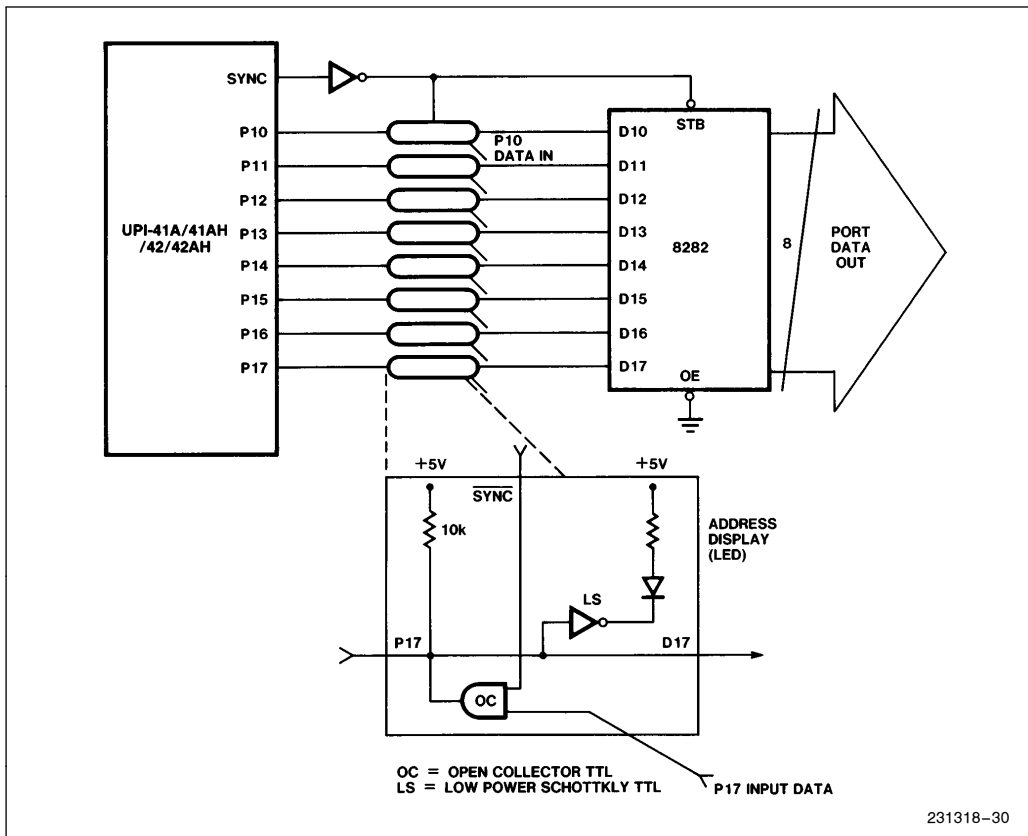 SYNC
P10
P11
P12
P13
P14
P15
P16
P17
UPI-41A/41AH
/42/42AH
P10
DATA IN
STB
D10
D11
D12
D13
D14
D15
D16
D17
8282
OE
8
PORT
DATA
OUT
+5V
SYNC
+5V
10k
ADDRESS
DISPLAY
(LED)
LS
P17
D17
OC
OC = OPEN COLLECTOR TTL
LS = LOW POWER SCHOTTKLY TTL
P17 INPUT DATA
231318-30